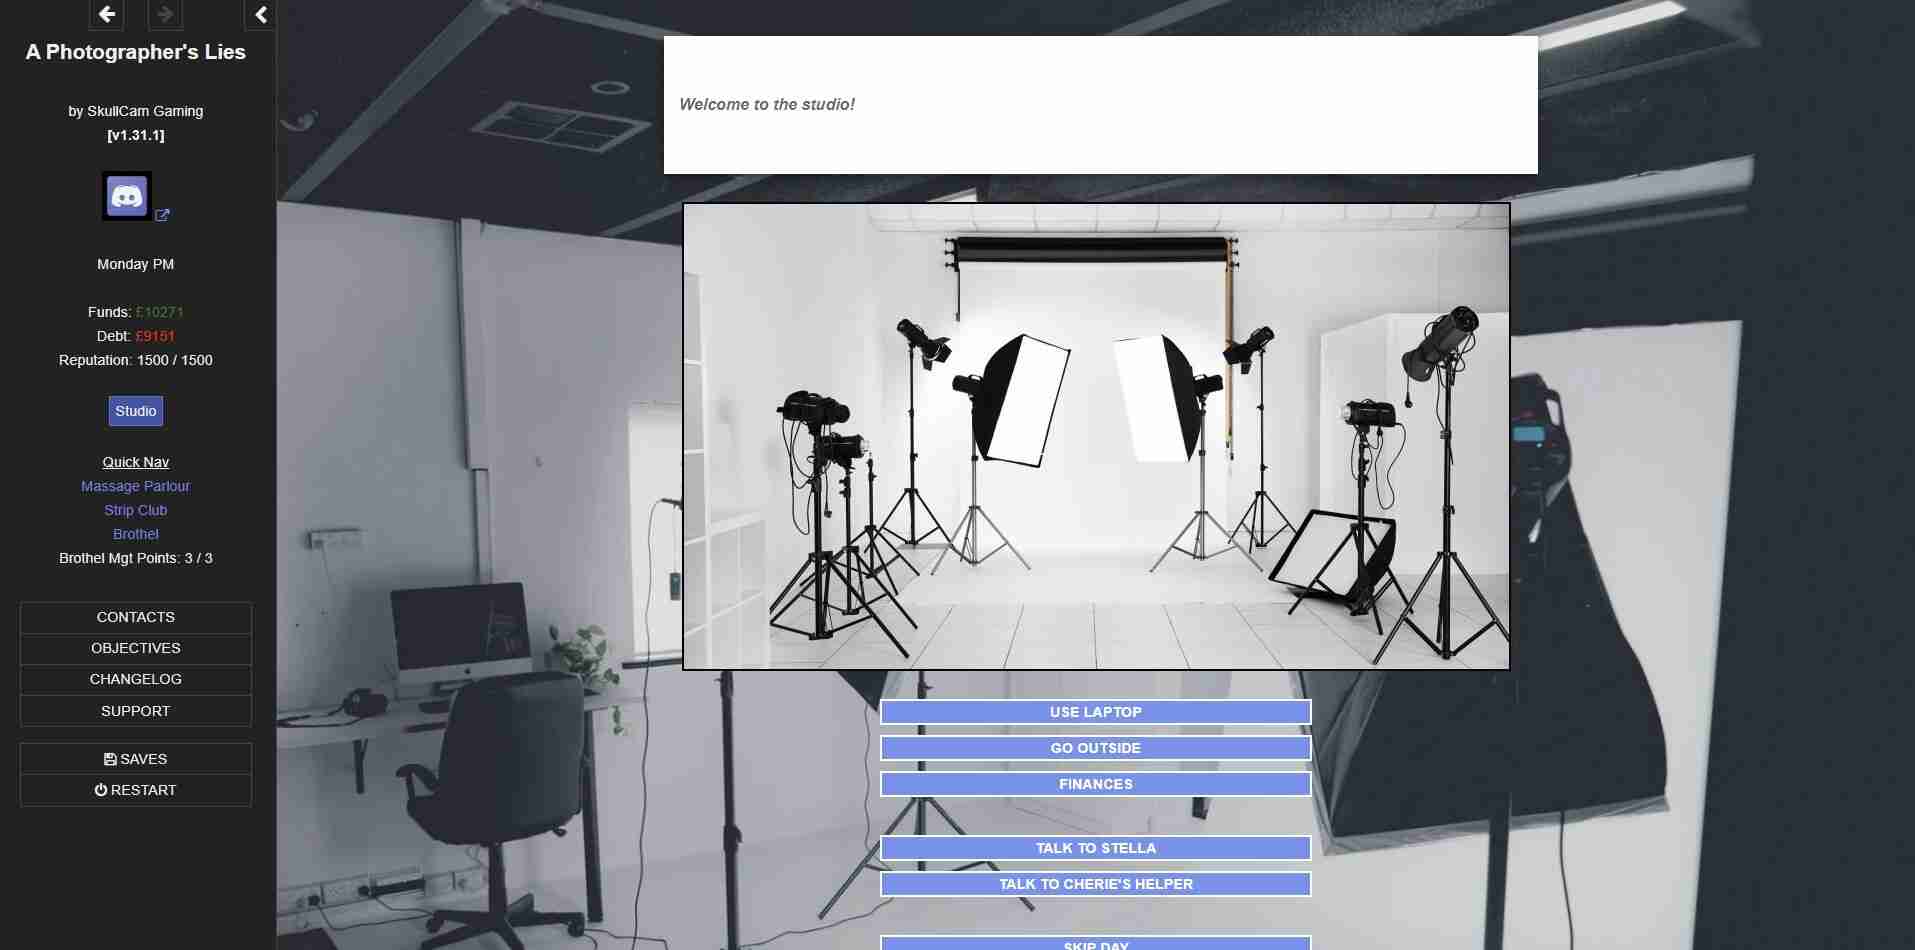 A Photographer's Lies
by SkullCam Gaming
[v1.31.1]
Monday PM
Funds: £10271
Debt: £9151
Reputation: 1500 / 1500
Studio
Quick Nav
Massage Parlour
Strip Club
Brothel
Brothel Mgt Points: 3 / 3
CONTACTS
OBJECTIVES
CHANGELOG
SUPPORT
SAVES
RESTART
Welcome to the studio!
USE LAPTOP
GO OUTSIDE
FINANCES
TALK TO STELLA
TALK TO CHERIE'S HELPER
SKIP DAY